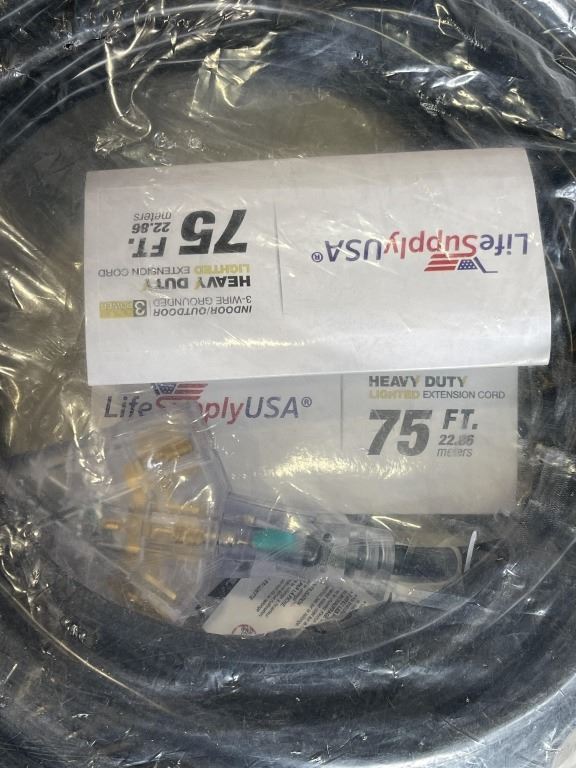 LifeSupplyUSA®
INDOOR/OUTDOOR
3-WIRE GROUNDED
3
HEAVY DUTY
LIGHTED EXTENSION CORD
75 FT.
22.86
meters
LifeSupplyUSA®
HEAVY DUTY
LIGHTED EXTENSION CORD
75 FT.
22.86
meters